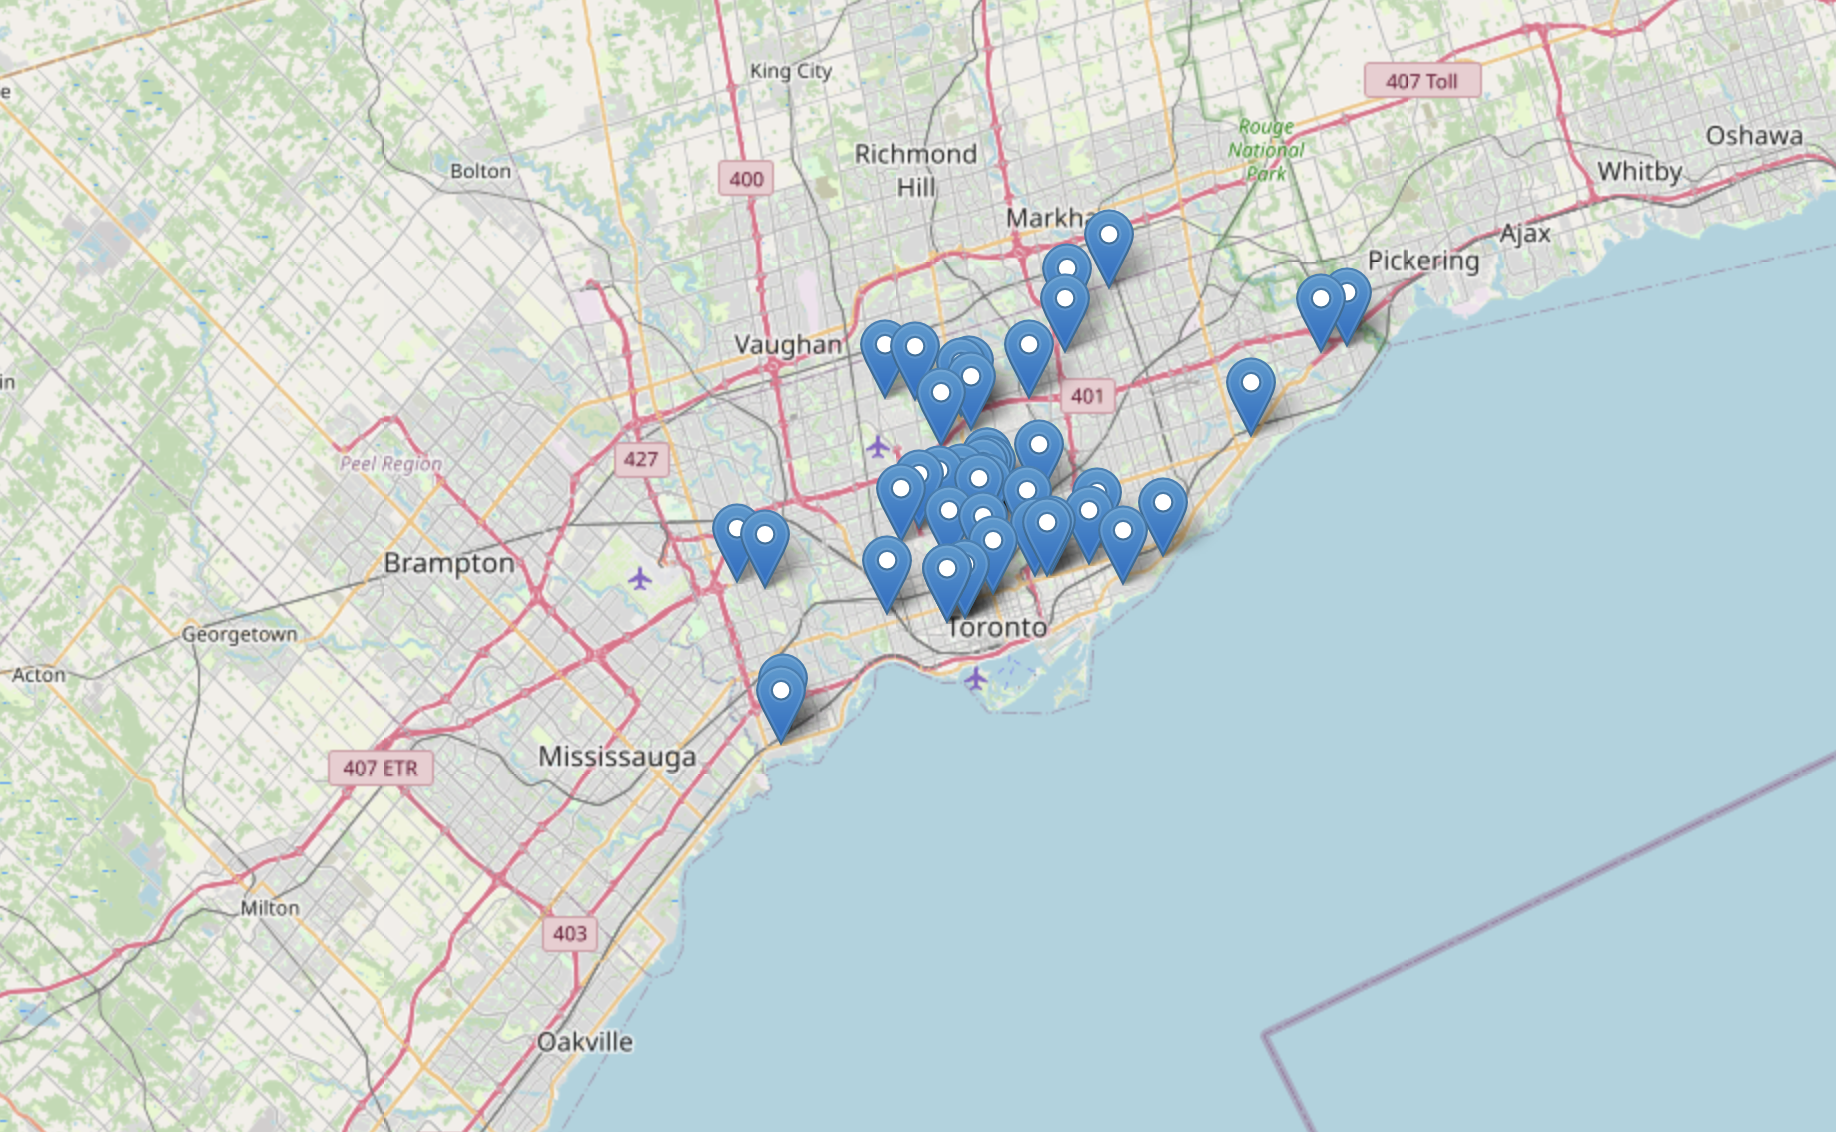 King City
407 Toll
e
Rouge
National
Park
Oshawa
Richmond
Hill
Bolton
400
Whitby
Markha
Ajax
Pickering
Vaughan
in
401
427
Peel Region
Brampton
Georgetown
Toronto
Acton
Mississauga
407 ETR
Milton
403
Oakville